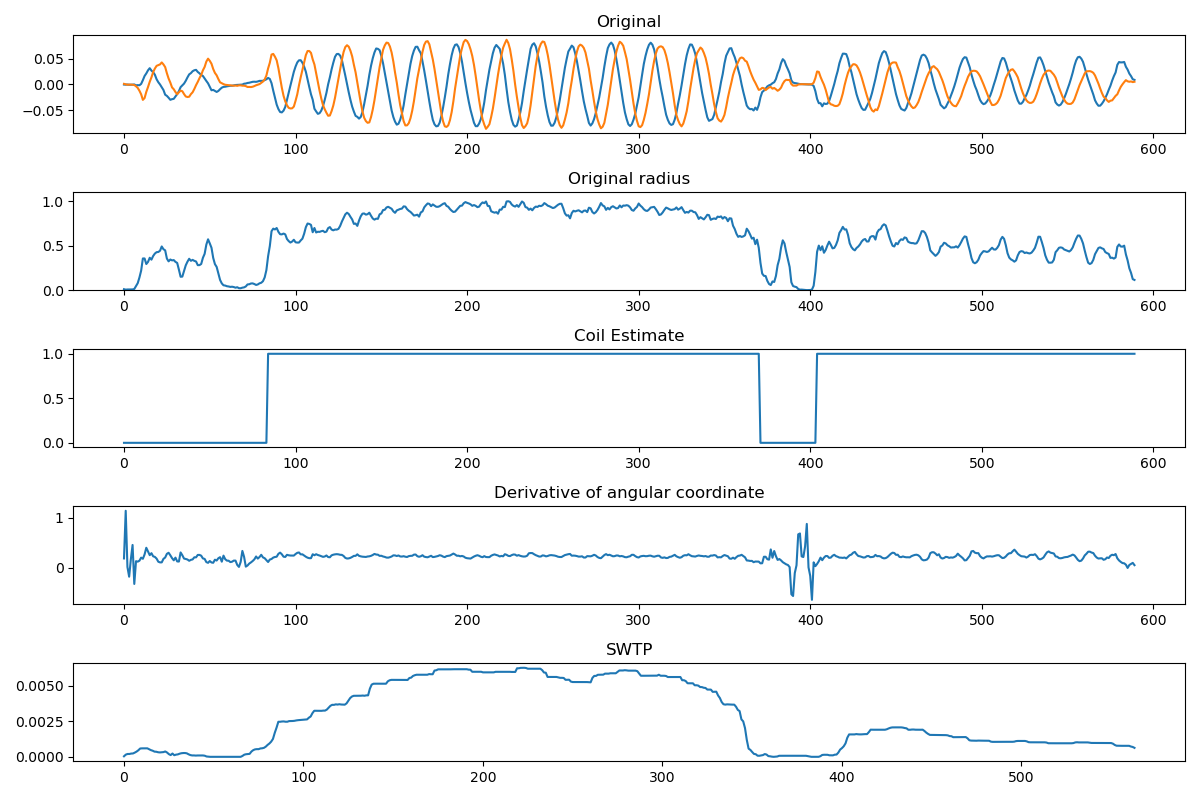 Original
0.05
0.00
−0.05
0 100 200 300 400 500 600
Original radius
1.0
0.5
0.0
0 100 200 300 400 500 600
Coil Estimate
1.0
0.5
0.0
0 100 200 300 400 500 600
Derivative of angular coordinate
1
0
0 100 200 300 400 500 600
SWTP
0.0050
0.0025
0.0000
0 100 200 300 400 500